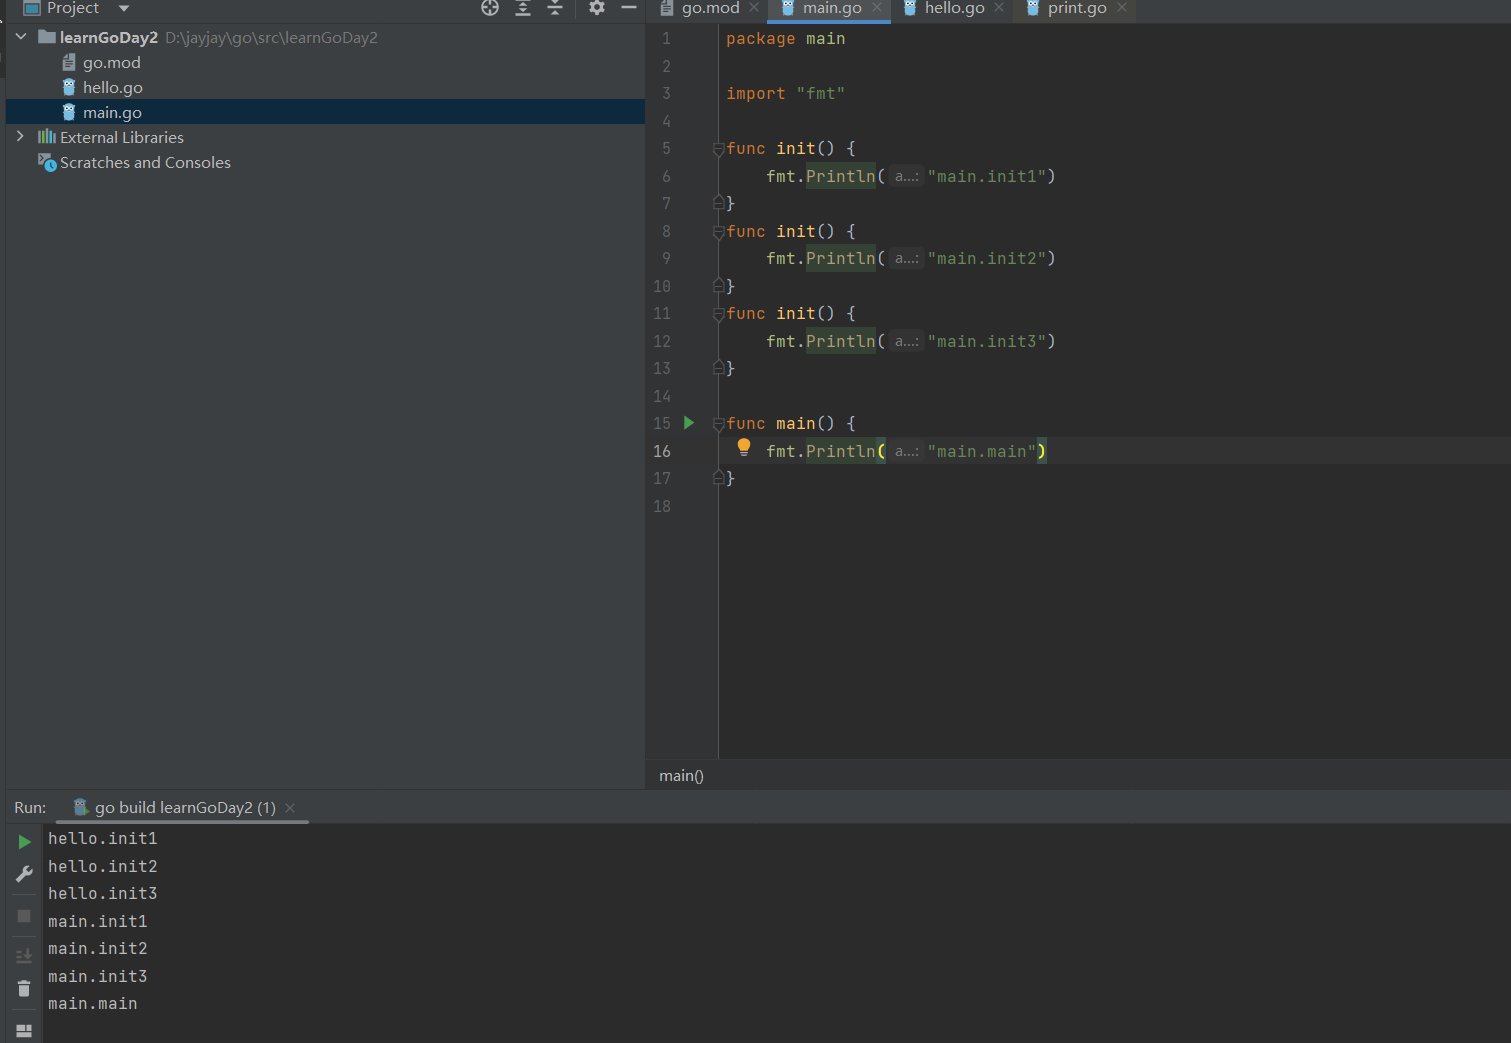 Project
go.mod main.go hello.go print.go
learnGoDay2 D:\jayjay\go\src\learnGoDay2
go.mod
hello.go
main.go
External Libraries
Scratches and Consoles
1 package main
2
3 import "fmt"
4
5 func init() {
6 fmt.Println( a...: "main.init1")
7 }
8 func init() {
9 fmt.Println( a...: "main.init2")
10 }
11 func init() {
12 fmt.Println( a...: "main.init3")
13 }
14
15 func main() {
16 fmt.Println( a...: "main.main")
17 }
18
main()
Run: go build learnGoDay2 (1)
hello.init1
hello.init2
hello.init3
main.init1
main.init2
main.init3
main.main